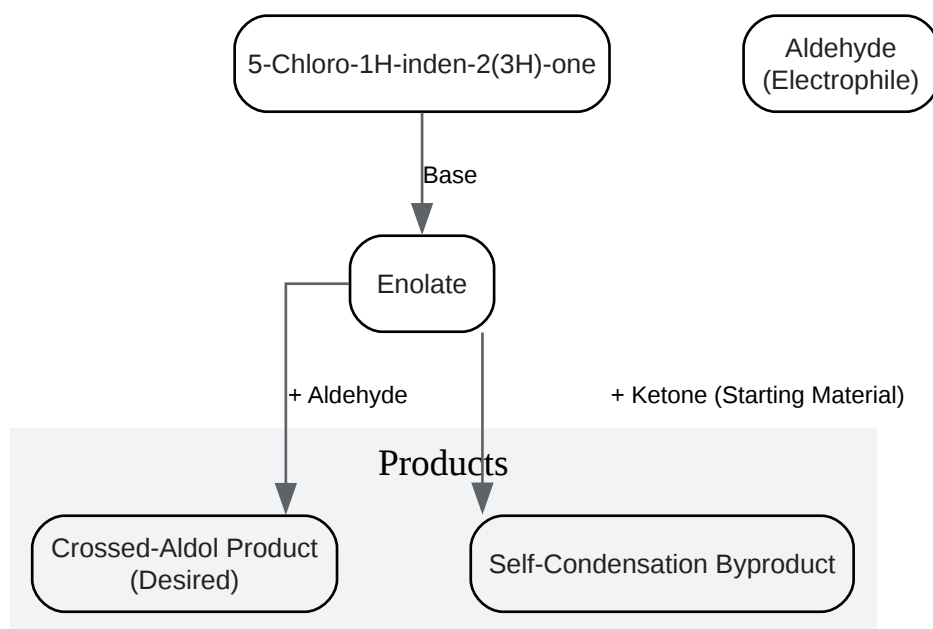 5-Chloro-1H-inden-2(3H)-one
Aldehyde
(Electrophile)
Base
Enolate
+ Aldehyde
+ Ketone (Starting Material)
Products
Crossed-Aldol Product
(Desired)
Self-Condensation Byproduct